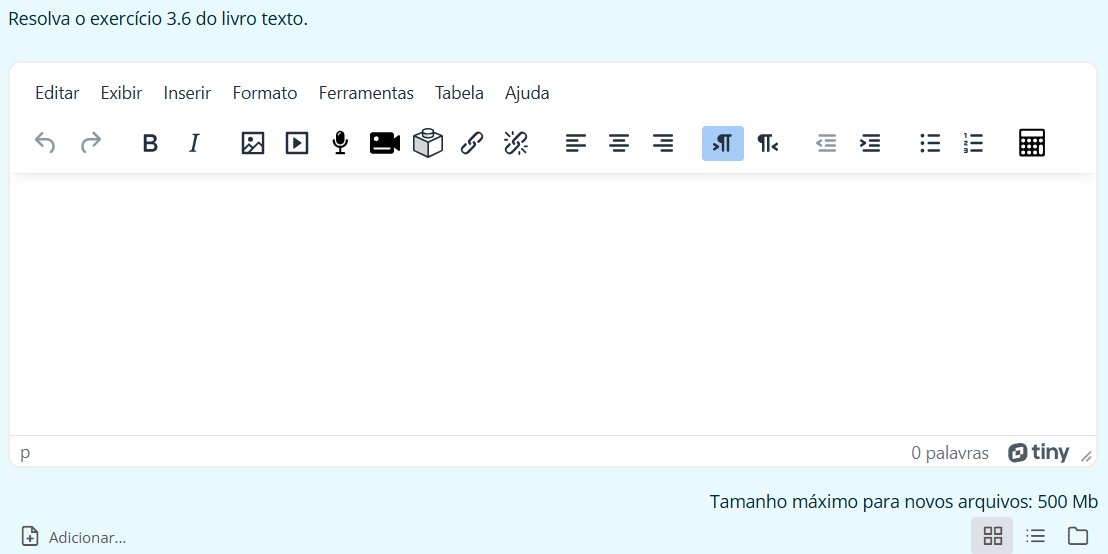 Resolva o exercício 3.6 do livro texto.
Editar Exibir Inserir Formato Ferramentas Tabela Ajuda
B I
p 0 palavras tiny
Tamanho máximo para novos arquivos: 500 Mb
Adicionar...